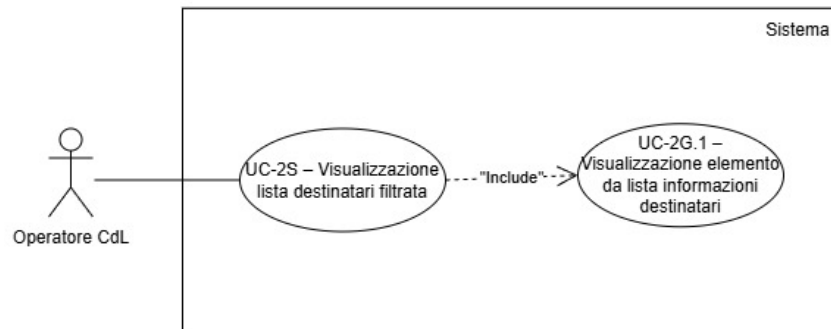 Sistema
UC-2S – Visualizzazione
lista destinatari filtrata
"Include"
UC-2G.1 –
Visualizzazione elemento
da lista informazioni
destinatari
Operatore CdL